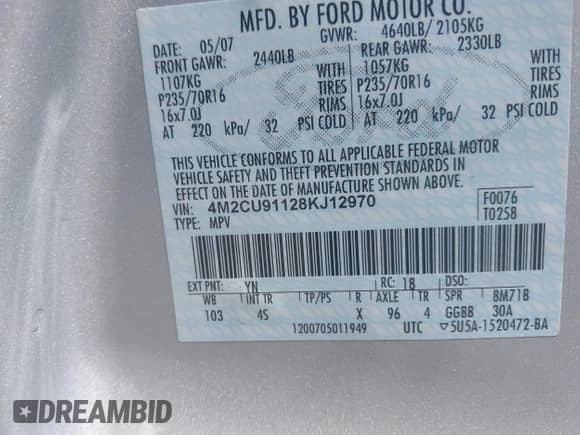 MFD. BY FORD MOTOR CO.
DATE: 05/07 GVWR: 4640LB/ 2105KG
FRONT GAWR: 2440LB REAR GAWR: 2330LB
1107KG WITH 1057KG WITH
P235/70R16 TIRES P235/70R16 TIRES
16x7.0J RIMS 16x7.0J RIMS
AT 220 kPa/ 32 PSI COLD AT 220 kPa/ 32 PSI COLD
Ford
THIS VEHICLE CONFORMS TO ALL APPLICABLE FEDERAL MOTOR
VEHICLE SAFETY AND THEFT PREVENTION STANDARDS IN
EFFECT ON THE DATE OF MANUFACTURE SHOWN ABOVE.
VIN: 4M2CU91128KJ12970 F0076
TYPE: MPV T0258
EXT PNT: YN RC: 18 DSO:
WB INT TR TP/PS R AXLE TR SPR 8M71B
103 4S X 96 4 GGBB 30A
1200705011949 UTC ▽5U5A-1520472-BA
DREAMBID